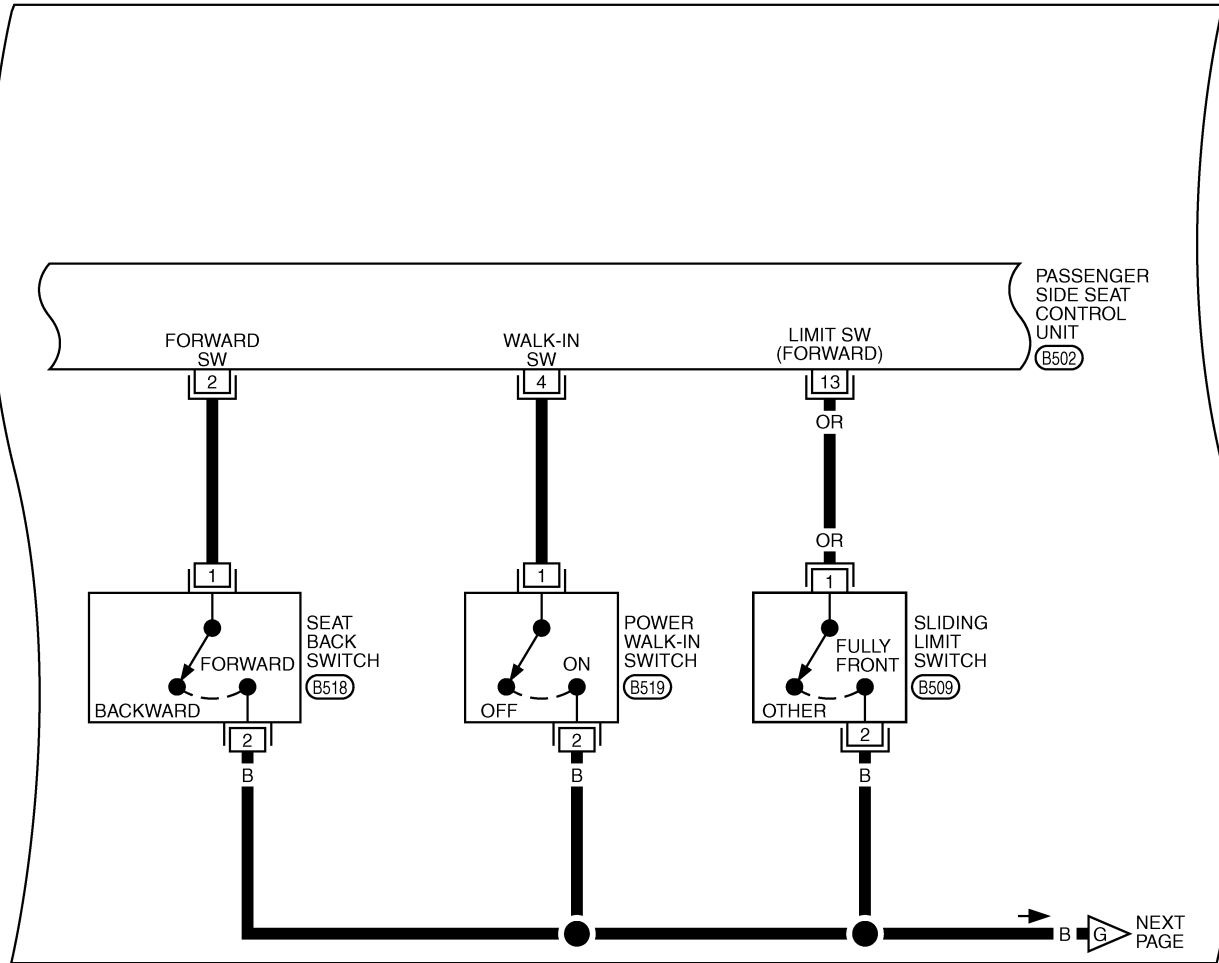 PASSENGER
SIDE SEAT
CONTROL
UNIT
B502
FORWARD
SW
WALK-IN
SW
LIMIT SW
(FORWARD)
2
4
13
OR
OR
1
1
1
SEAT
BACK
SWITCH
B518
FORWARD
BACKWARD
POWER
WALK-IN
SWITCH
B519
ON
OFF
SLIDING
LIMIT
SWITCH
B509
FULLY
FRONT
OTHER
2
2
2
B
B
B
B
G
NEXT
PAGE